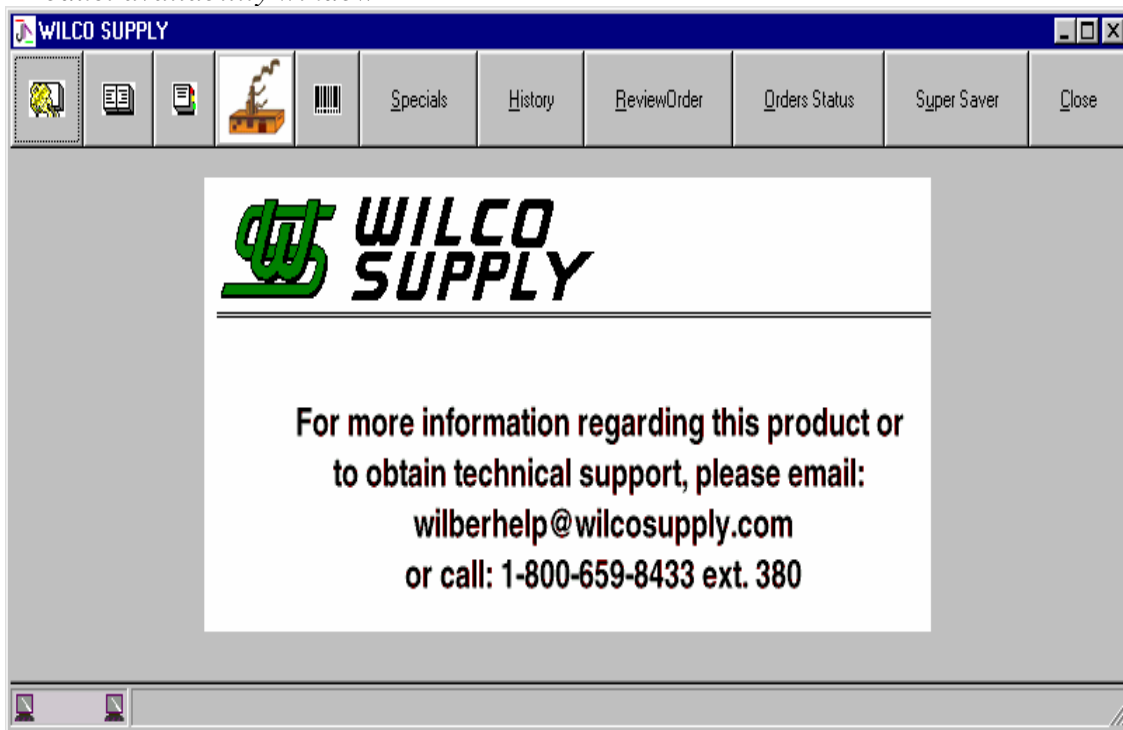 WILCO SUPPLY
Specials
History
ReviewOrder
Orders Status
Super Saver
Close
WILCO
SUPPLY
For more information regarding this product or
to obtain technical support, please email:
wilberhelp@wilcosupply.com
or call: 1-800-659-8433 ext. 380